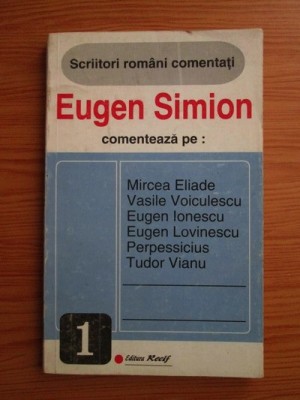 Scriitori români comentați
Eugen Simion
comentează pe :
Mircea Eliade
Vasile Voiculescu
Eugen Ionescu
Eugen Lovinescu
Perpessicius
Tudor Vianu
1
Editura Recif